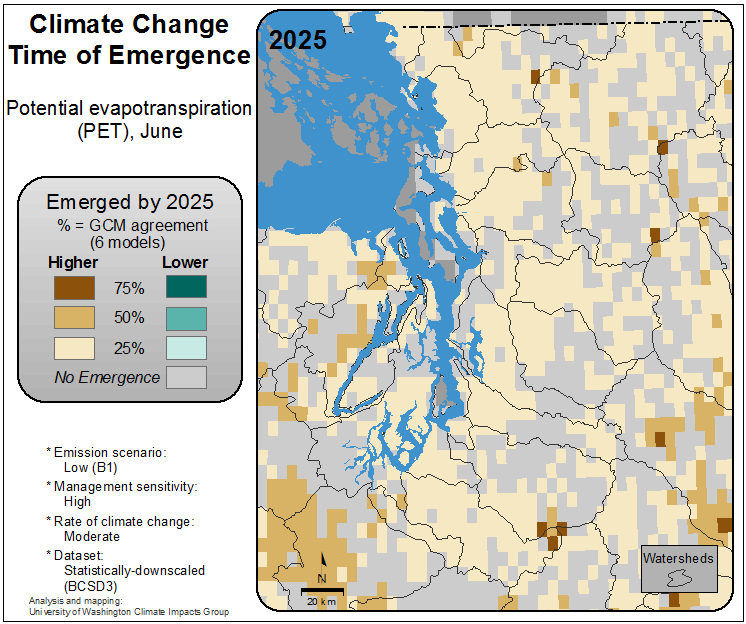 Climate Change
Time of Emergence
Potential evapotranspiration
(PET), June
Emerged by 2025
% = GCM agreement
(6 models)
Higher Lower
75%
50%
25%
No Emergence
* Emission scenario:
Low (B1)
* Management sensitivity:
High
* Rate of climate change:
Moderate
* Dataset:
Statistically-downscaled
(BCSD3)
Analysis and mapping:
University of Washington Climate Impacts Group
2025
N
20 km
Watersheds